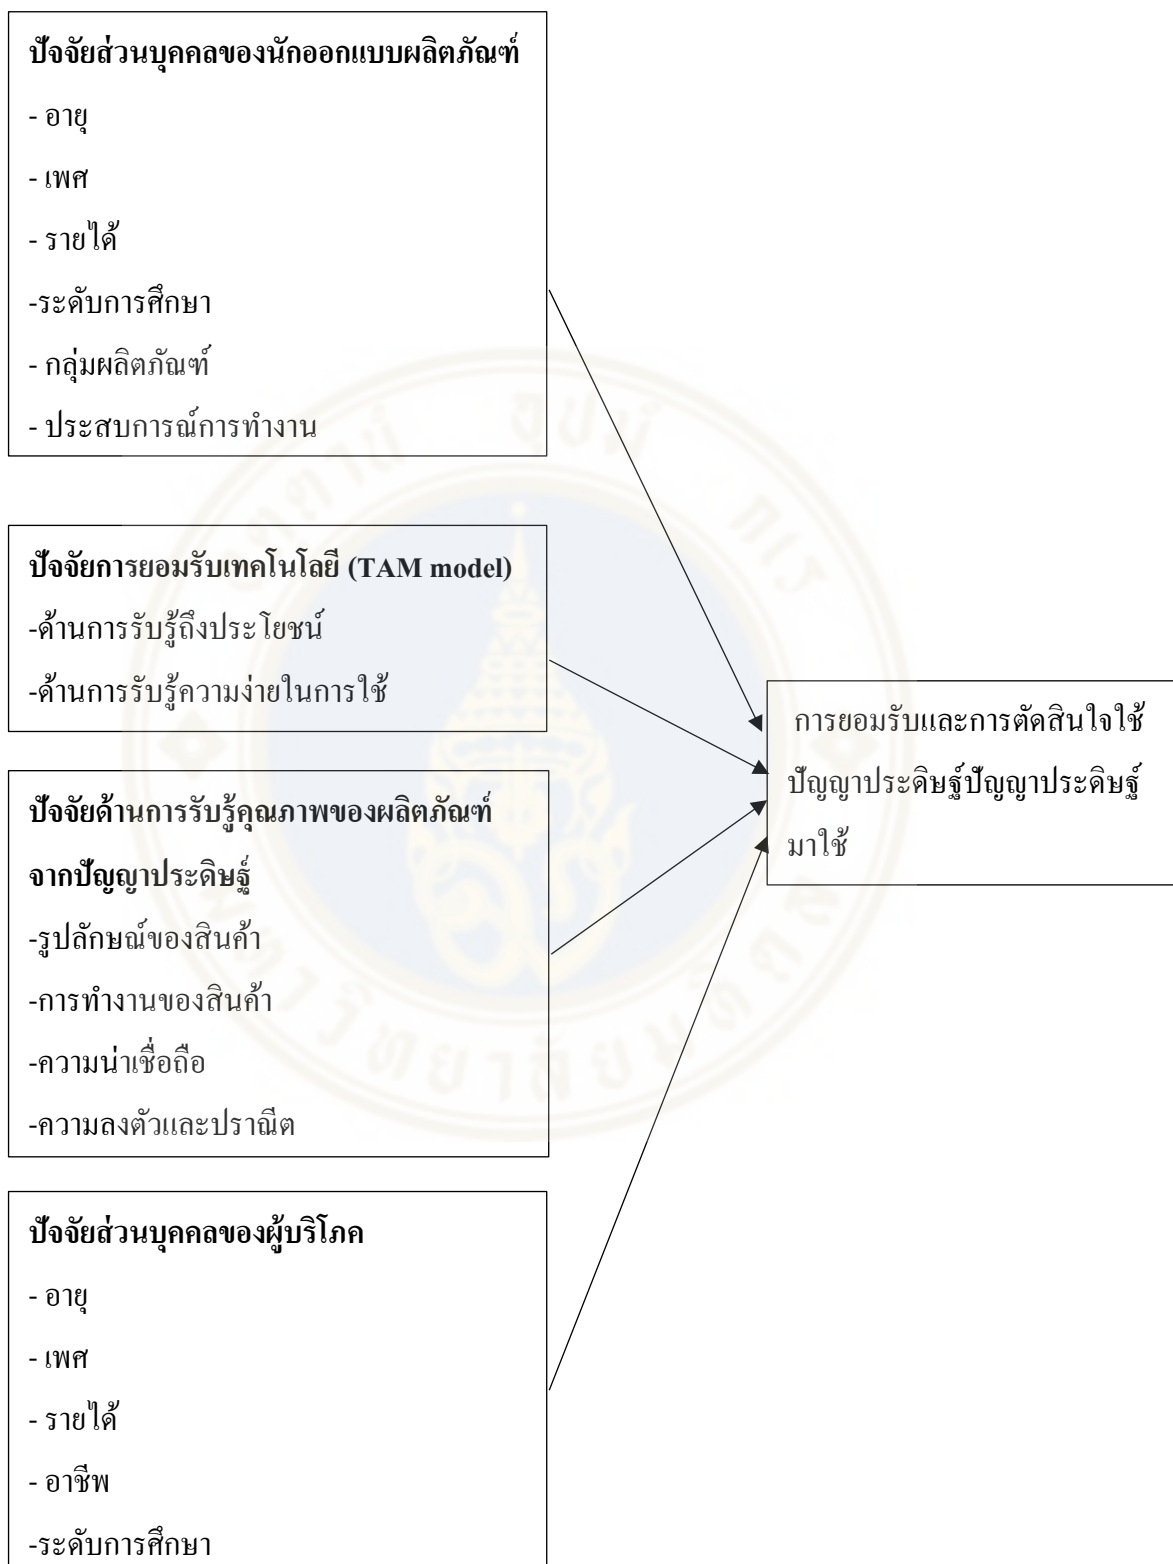 ปัจจัยส่วนบุคคลของนักออกแบบผลิตภัณฑ์
- อายุ
- เพศ
- รายได้
-ระดับการศึกษา
- กลุ่มผลิตภัณฑ์
- ประสบการณ์การทำงาน
ปัจจัยการยอมรับเทคโนโลยี (TAM model)
-ด้านการรับรู้ถึงประโยชน์
-ด้านการรับรู้ความง่ายในการใช้
ปัจจัยด้านการรับรู้คุณภาพของผลิตภัณฑ์
จากปัญญาประดิษฐ์
-รูปลักษณ์ของสินค้า
-การทำงานของสินค้า
-ความน่าเชื่อถือ
-ความลงตัวและปราณีต
ปัจจัยส่วนบุคคลของผู้บริโภค
- อายุ
- เพศ
- รายได้
- อาชีพ
-ระดับการศึกษา
การยอมรับและการตัดสินใจใช้
ปัญญาประดิษฐ์ปัญญาประดิษฐ์
มาใช้
มหาวิทยาลัยมหิดล